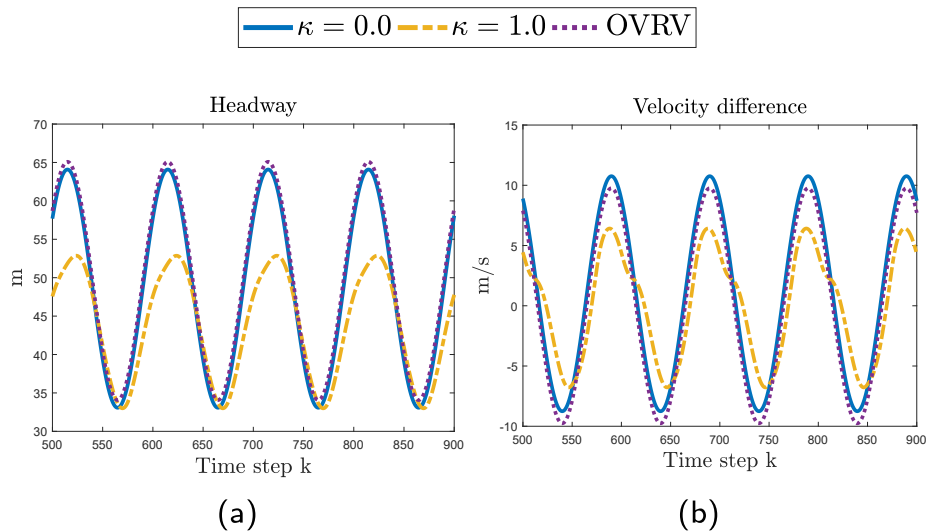 κ = 0.0 κ = 1.0 OVRV
Headway
70
65
60
55
50
45
40
35
30
m
500 550 600 650 700 750 800 850 900
Time step k
(a)
Velocity difference
15
10
5
0
-5
-10
m/s
500 550 600 650 700 750 800 850 900
Time step k
(b)